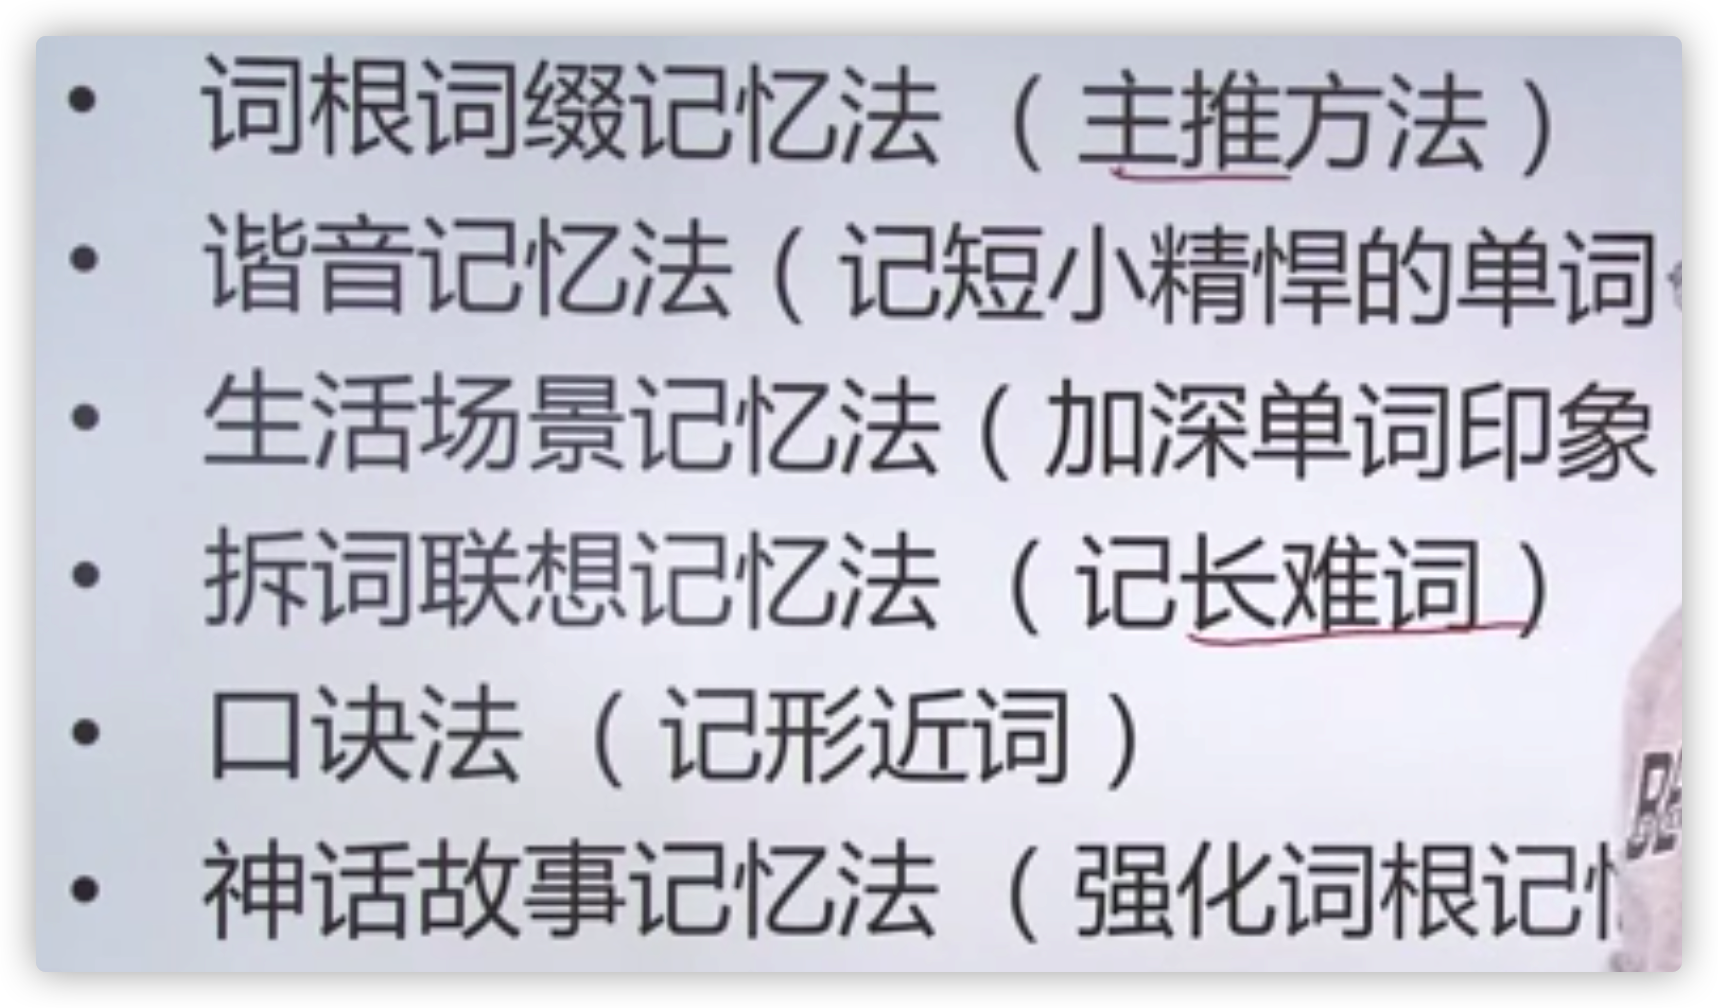 • 词根词缀记忆法（主推方法）
• 谐音记忆法（记短小精悍的单词
• 生活场景记忆法（加深单词印象
• 拆词联想记忆法（记长难词）
• 口诀法（记形近词）
• 神话故事记忆法（强化词根记